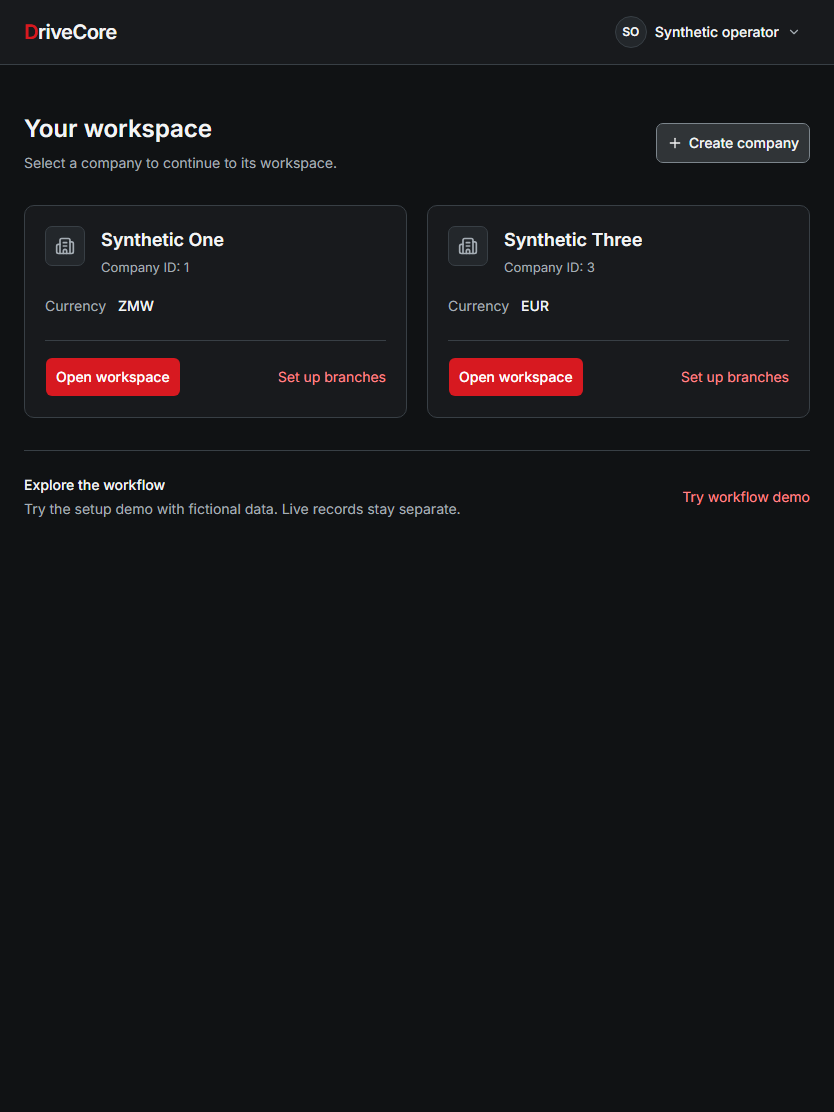 DriveCore
SO Synthetic operator
Your workspace
Select a company to continue to its workspace.
+ Create company
Synthetic One
Company ID: 1
Currency ZMW
Open workspace
Set up branches
Synthetic Three
Company ID: 3
Currency EUR
Open workspace
Set up branches
Explore the workflow
Try the setup demo with fictional data. Live records stay separate.
Try workflow demo